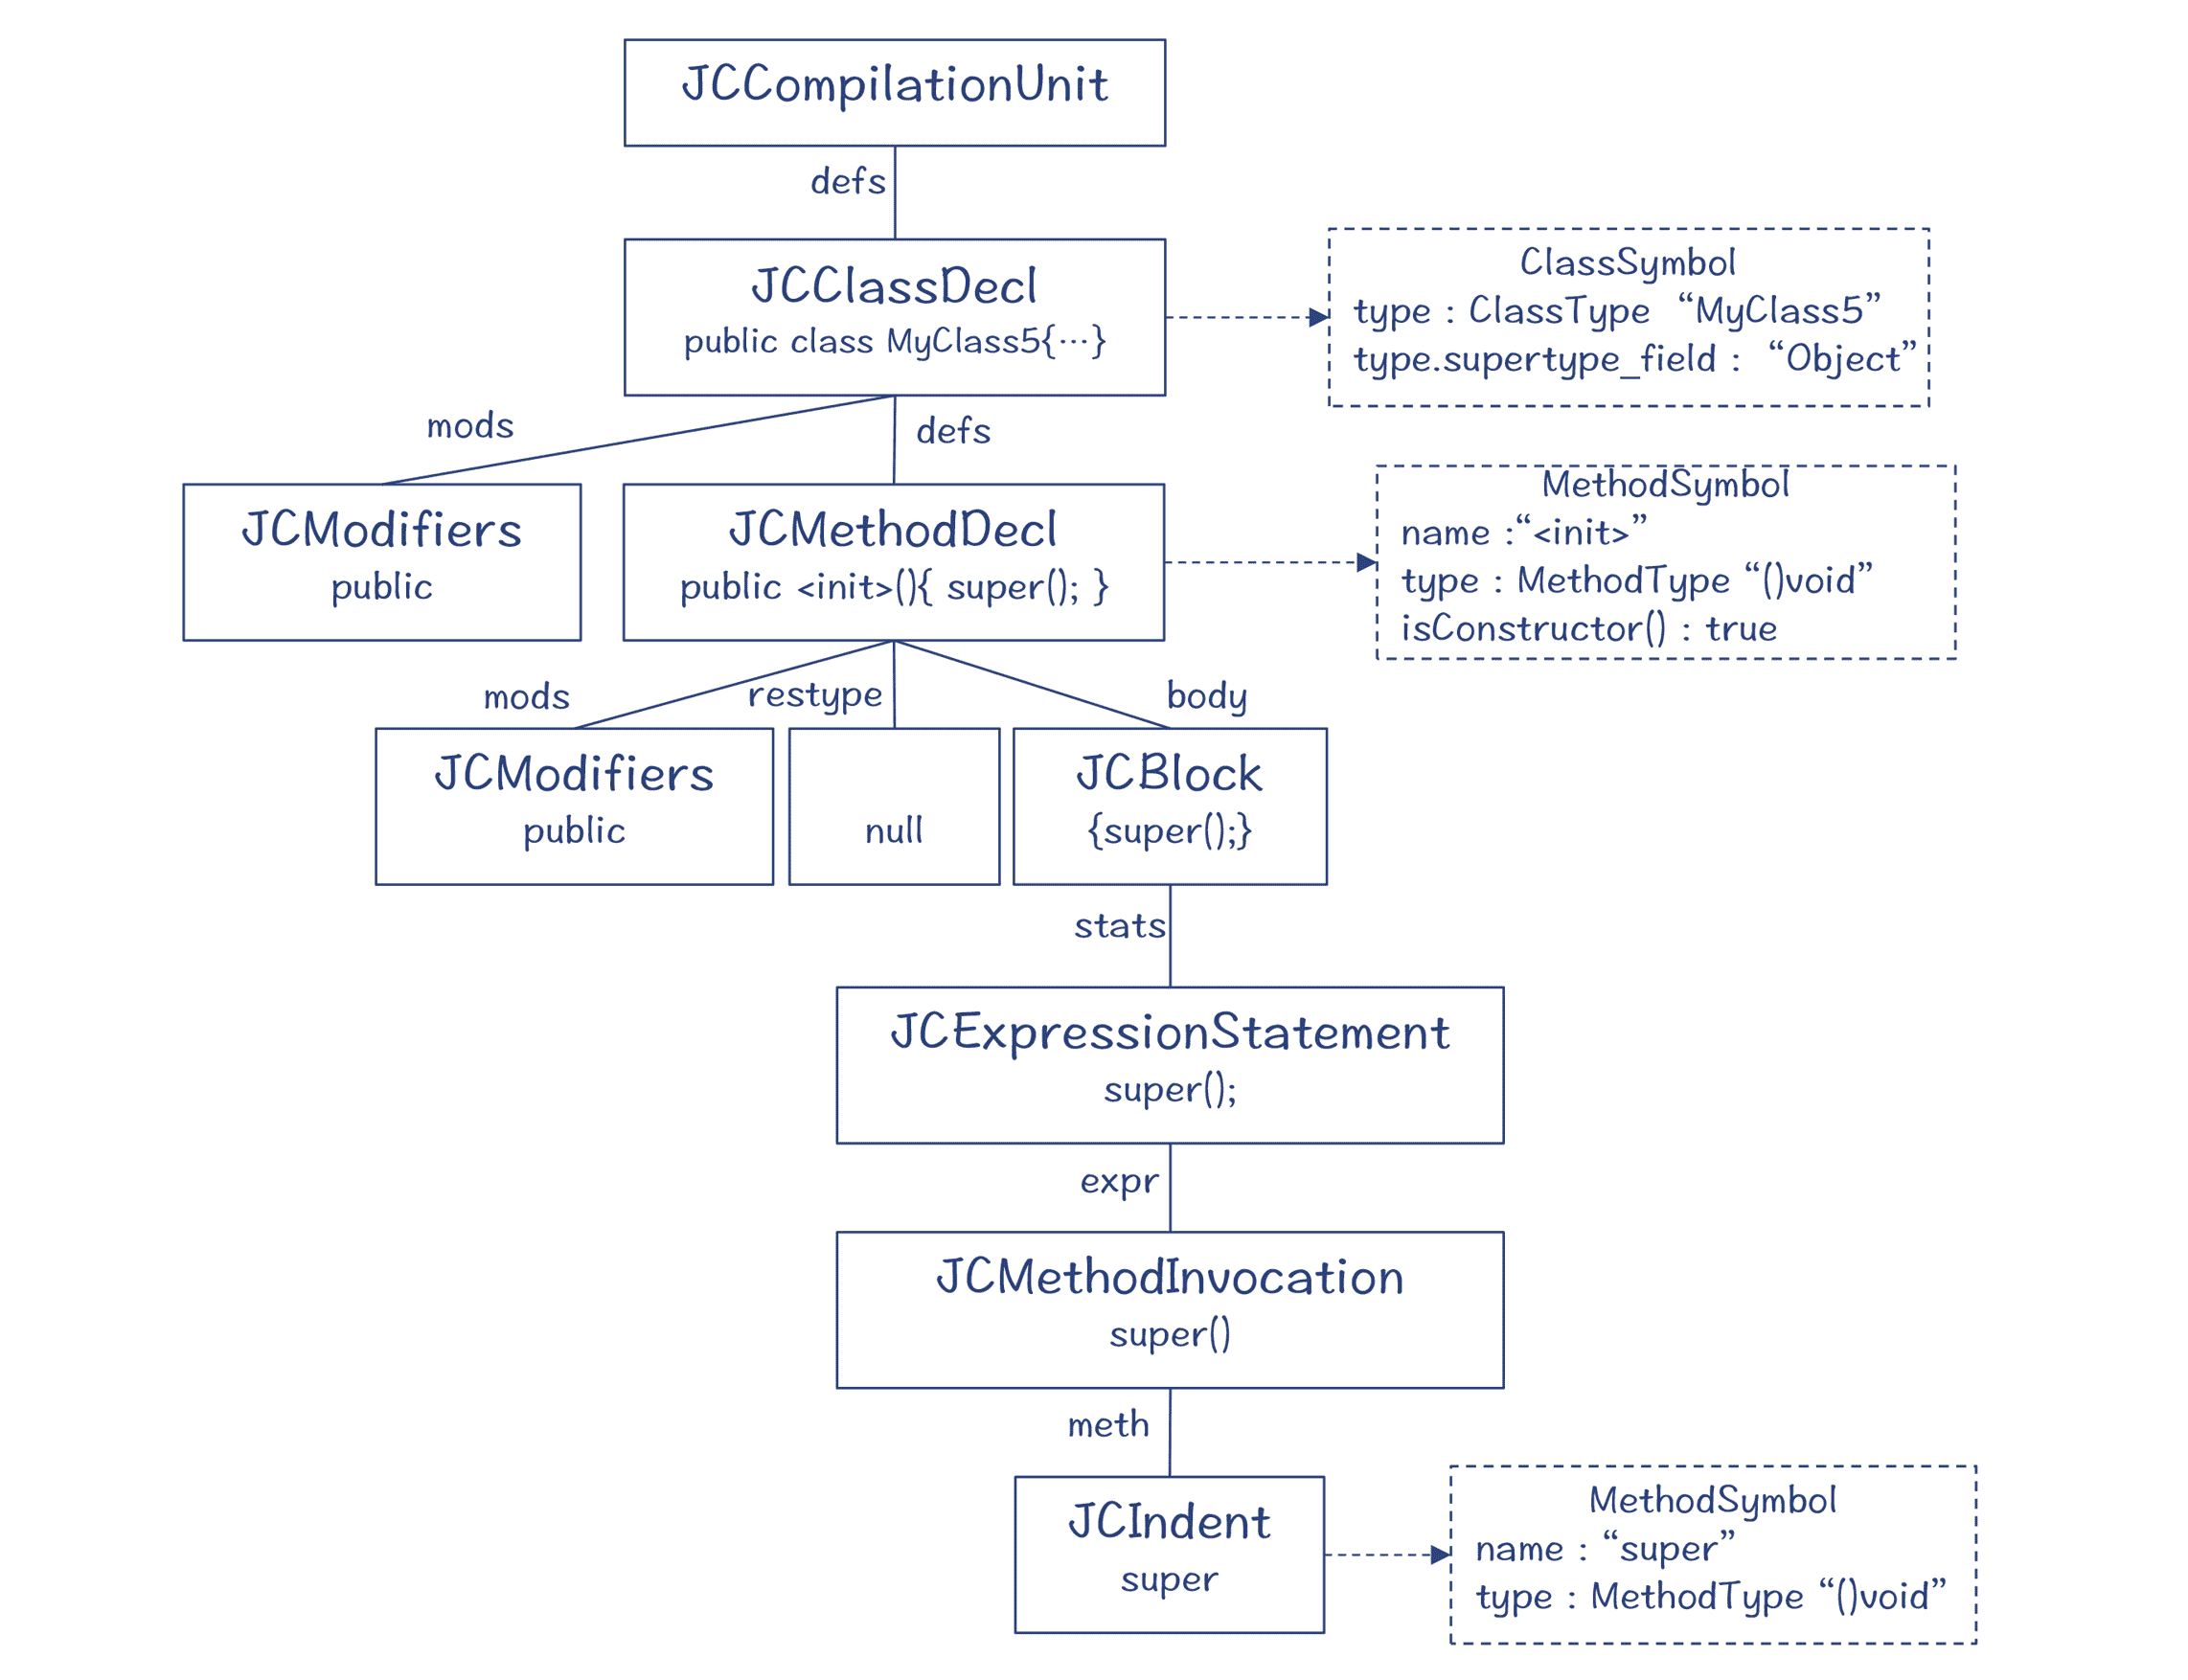 JCCompilationUnit
defs
JCClassDecl
public class MyClass5{···}
ClassSymbol
type : ClassType “MyClass5”
type.supertype_field : “Object”
mods
defs
JCModifiers
public
JCMethodDecl
public <init>(){ super(); }
MethodSymbol
name :“<init>”
type : MethodType “()void”
isConstructor() : true
mods
restype
body
JCModifiers
public
null
JCBlock
{super();}
stats
JCExpressionStatement
super();
expr
JCMethodInvocation
super()
meth
JCIndent
super
MethodSymbol
name : “super”
type : MethodType “()void”